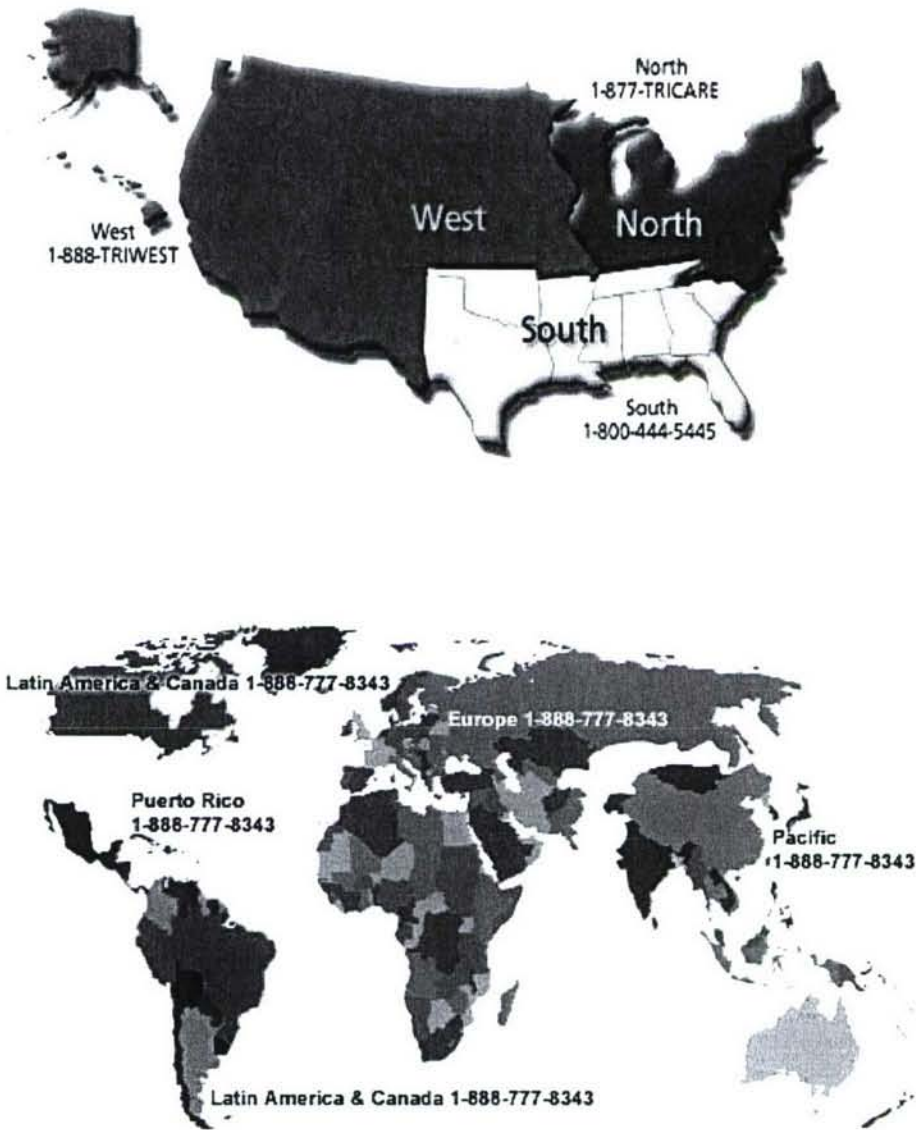 North
1-877-TRICARE
West
North
West
1-888-TRIWEST
South
South
1-800-444-5445
Latin America & Canada 1-888-777-8343
Europe 1-888-777-8343
Puerto Rico
1-888-777-8343
Pacific
1-888-777-8343
Latin America & Canada 1-888-777-8343